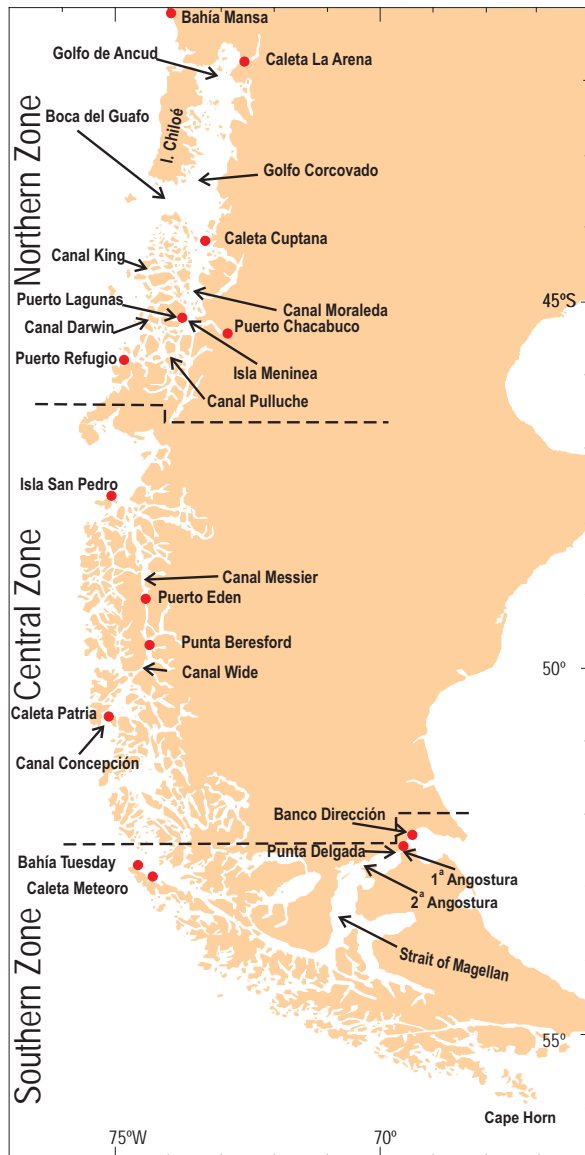 Bahía Mansa
Golfo de Ancud
Caleta La Arena
Boca del Guafo
I. Chiloé
Golfo Corcovado
Northern Zone
Caleta Cuptana
Canal King
Puerto Lagunas
Canal Moraleda
45ºS
Canal Darwin
Puerto Chacabuco
Puerto Refugio
Isla Meninea
Canal Pulluche
Isla San Pedro
Central Zone
Canal Messier
Puerto Eden
Punta Beresford
50º
Canal Wide
Caleta Patria
Canal Concepción
Banco Dirección
Punta Delgada
Bahía Tuesday
1ª Angostura
Caleta Meteoro
2ª Angostura
Strait of Magellan
Southern Zone
55º
Cape Horn
75ºW
70º